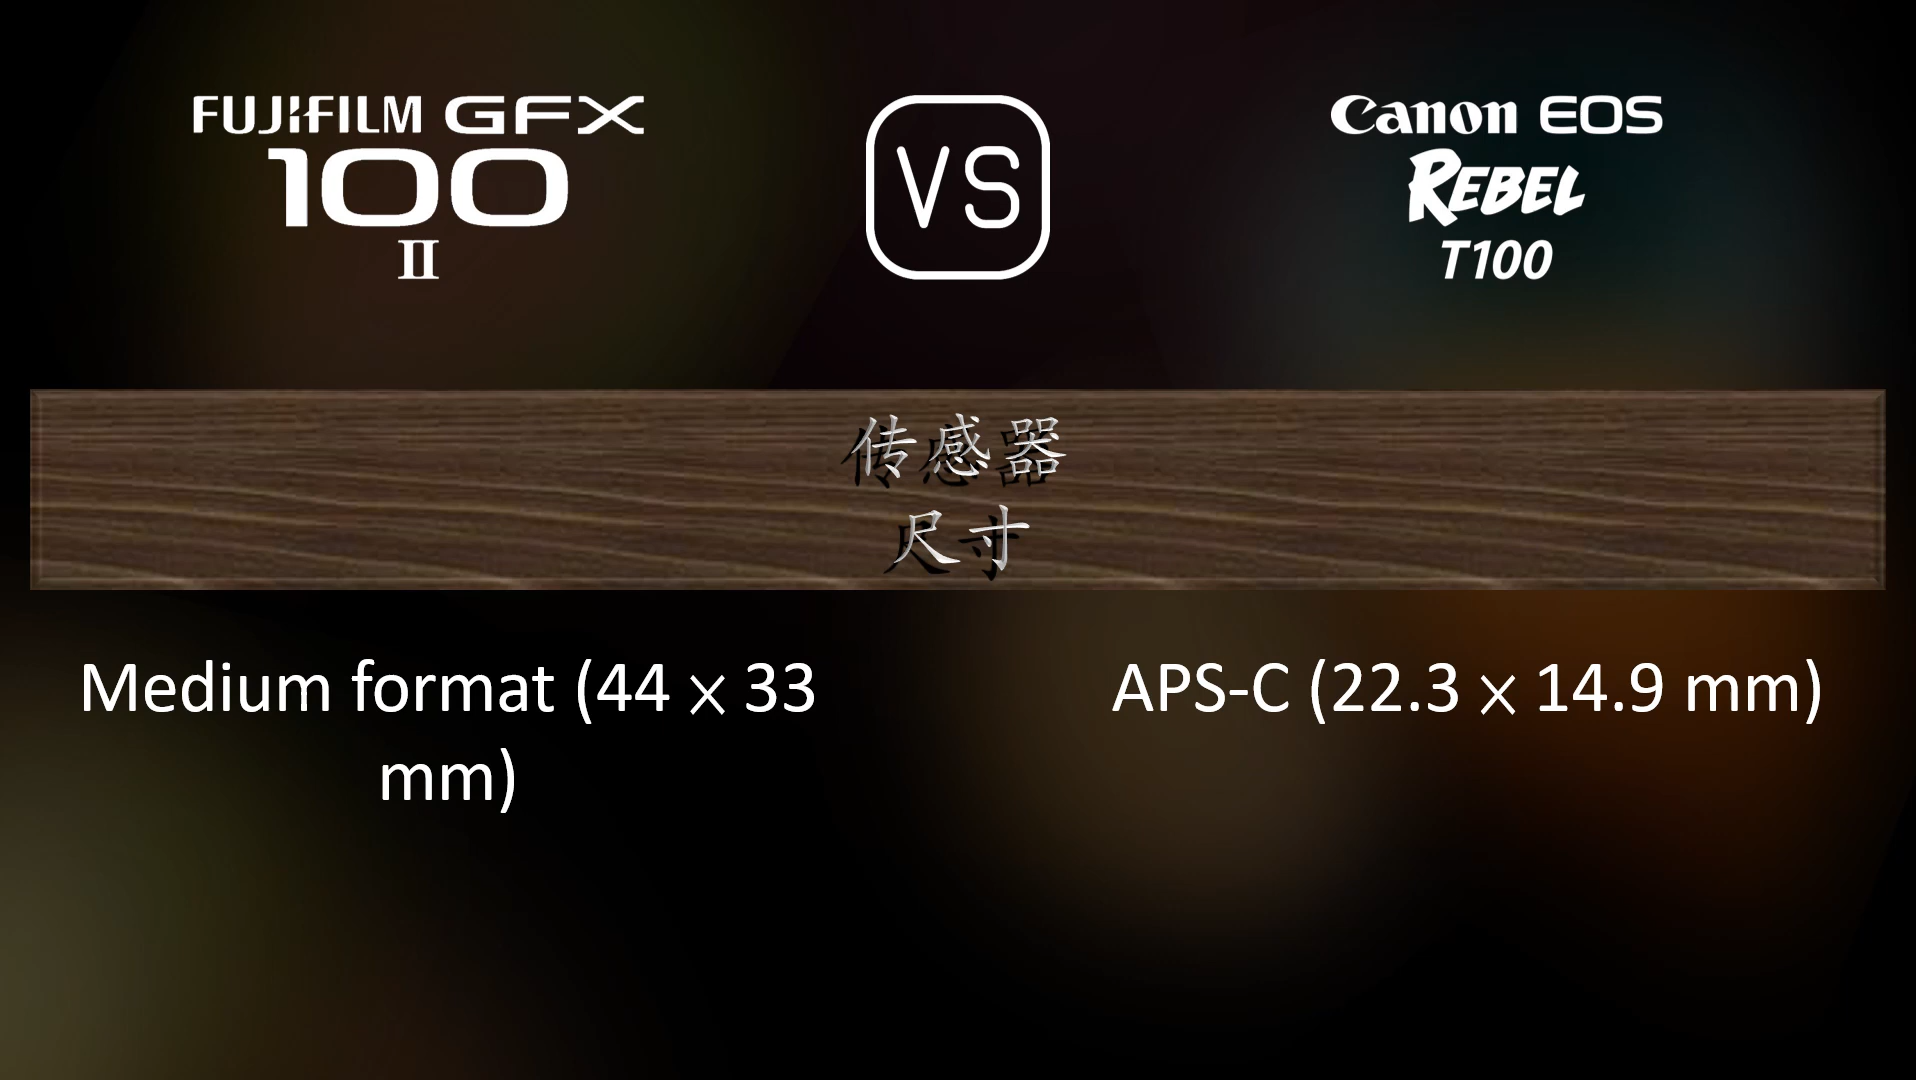 FUJIFILM GFX
100
II
VS
Canon EOS
REBEL
T100
传感器
尺寸
Medium format (44 x 33
mm)
APS-C (22.3 x 14.9 mm)